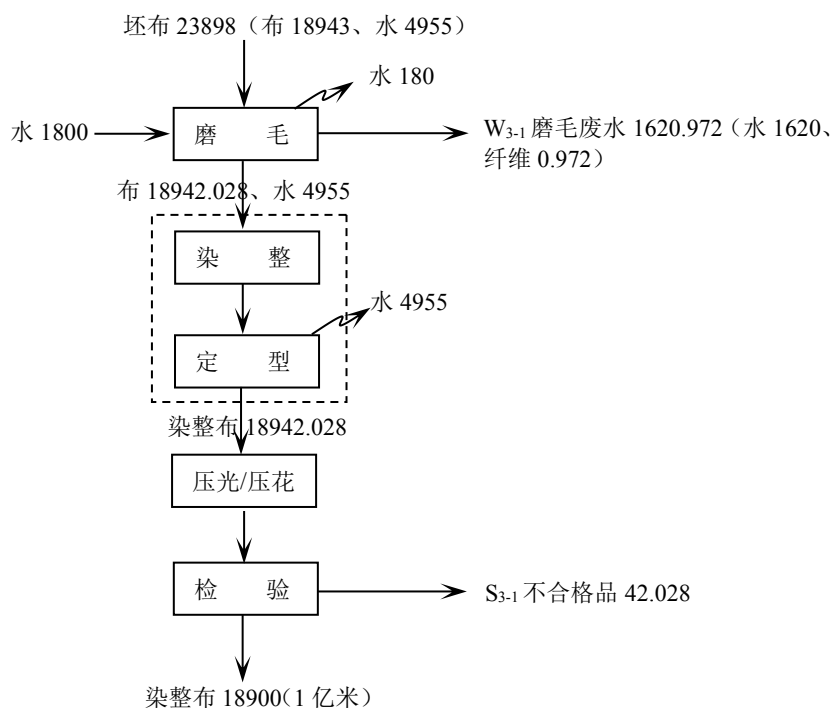 坯布 23898（布 18943、水 4955）
水 180
水 1800
磨 毛
W3-1 磨毛废水 1620.972（水 1620、
纤维 0.972）
布 18942.028、水 4955
染 整
水 4955
定 型
染整布 18942.028
压光/压花
检 验
S3-1 不合格品 42.028
染整布 18900（1 亿米）